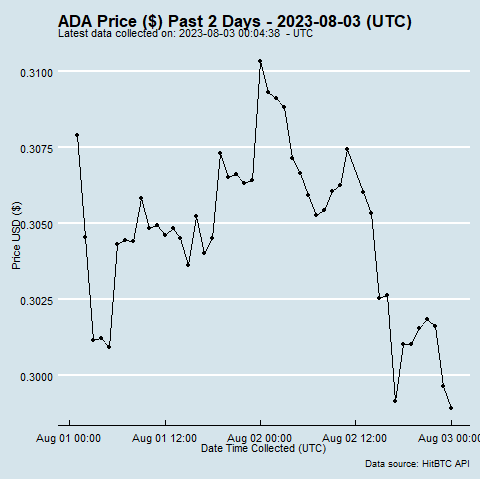 ADA Price ($) Past 2 Days - 2023-08-03 (UTC)
Latest data collected on: 2023-08-03 00:04:38 - UTC
0.3100
0.3075
0.3050
0.3025
0.3000
Price USD ($)
Aug 01 00:00 Aug 01 12:00 Aug 02 00:00 Aug 02 12:00 Aug 03 00:00
Date Time Collected (UTC)
Data source: HitBTC API